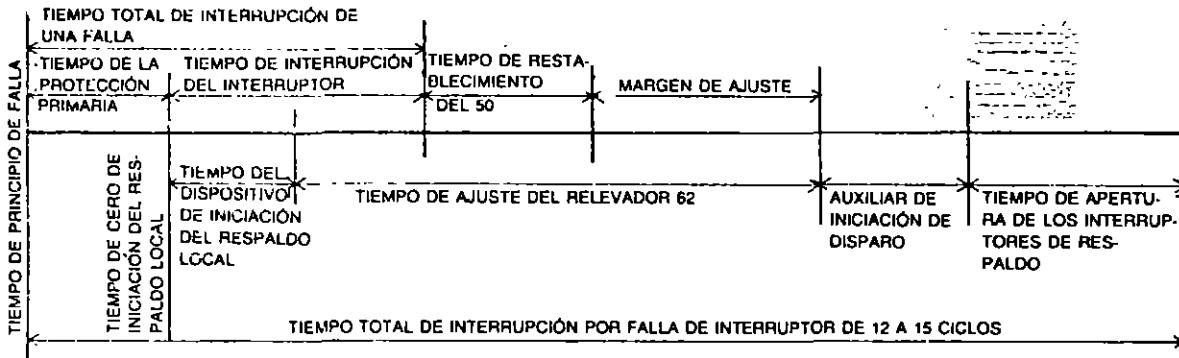 TIEMPO TOTAL DE INTERRUPCIÓN DE
UNA FALLA
TIEMPO DE LA
PROTECCIÓN
PRIMARIA
TIEMPO DE INTERRUPCIÓN
DEL INTERRUPTOR
TIEMPO DE RESTA-
BLECIMIENTO
DEL 50
MARGEN DE AJUSTE
TIEMPO DE PRINCIPIO DE FALLA
TIEMPO DE CERO DE
INICIACIÓN DEL RES-
PALDO LOCAL
TIEMPO DEL
DISPOSITIVO
DE INICIACIÓN
DEL RESPALDO
LOCAL
TIEMPO DE AJUSTE DEL RELEVADOR 62
AUXILIAR DE
INICIACIÓN DE
DISPARO
TIEMPO DE APERTU-
RA DE LOS INTERRUP-
TORES DE RES-
PALDO
TIEMPO TOTAL DE INTERRUPCIÓN POR FALLA DE INTERRUPTOR DE 12 A 15 CICLOS